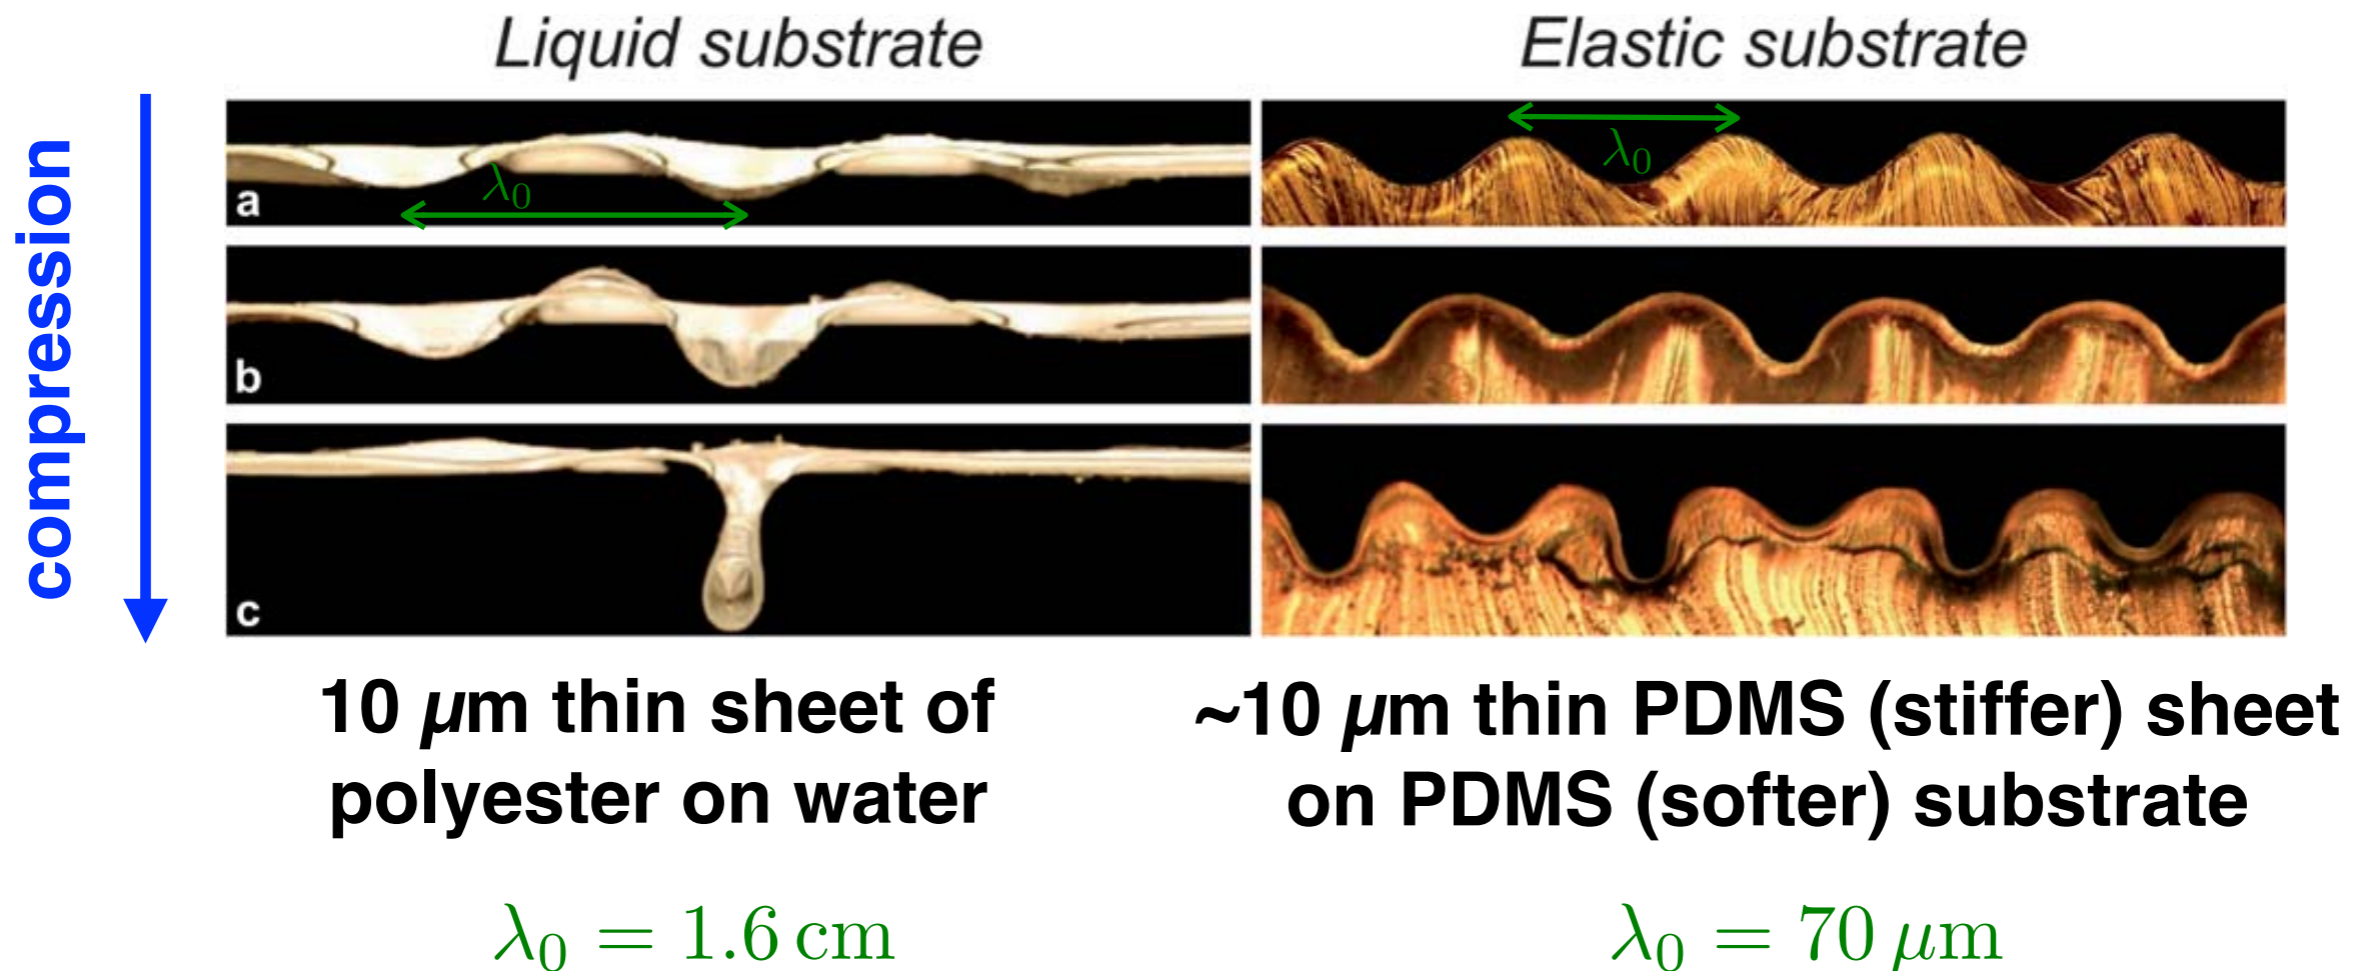 Liquid substrate
Elastic substrate
compression
a
λ₀
λ₀
b
c
10 µm thin sheet of
polyester on water
~10 µm thin PDMS (stiffer) sheet
on PDMS (softer) substrate
λ₀ = 1.6 cm
λ₀ = 70 µm